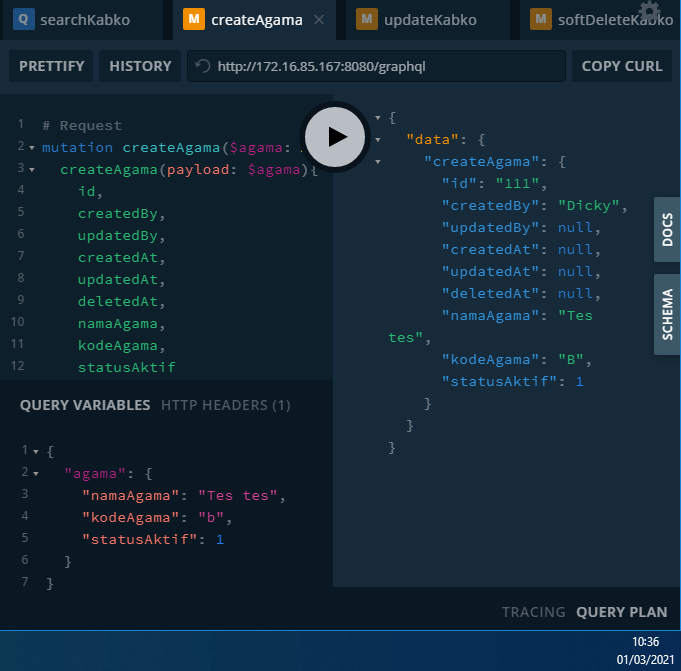 Q searchKabko
M createAgama ×
M updateKabko
M softDeleteKabko
PRETTIFY
HISTORY
http://172.16.85.167:8080/graphql
COPY CURL
1 # Request
2 mutation createAgama($agama:
3 createAgama(payload: $agama){
4 id,
5 createdBy,
6 updatedBy,
7 createdAt,
8 updatedAt,
9 deletedAt,
10 namaAgama,
11 kodeAgama,
12 statusAktif
{
"data": {
"createAgama": {
"id": "111",
"createdBy": "Dicky",
"updatedBy": null,
"createdAt": null,
"updatedAt": null,
"deletedAt": null,
"namaAgama": "Tes
tes",
"kodeAgama": "B",
"statusAktif": 1
}
}
}
DOCS
SCHEMA
QUERY VARIABLES HTTP HEADERS (1)
1 {
2 "agama": {
3 "namaAgama": "Tes tes",
4 "kodeAgama": "b",
5 "statusAktif": 1
6 }
7 }
TRACING QUERY PLAN
10:36
01/03/2021